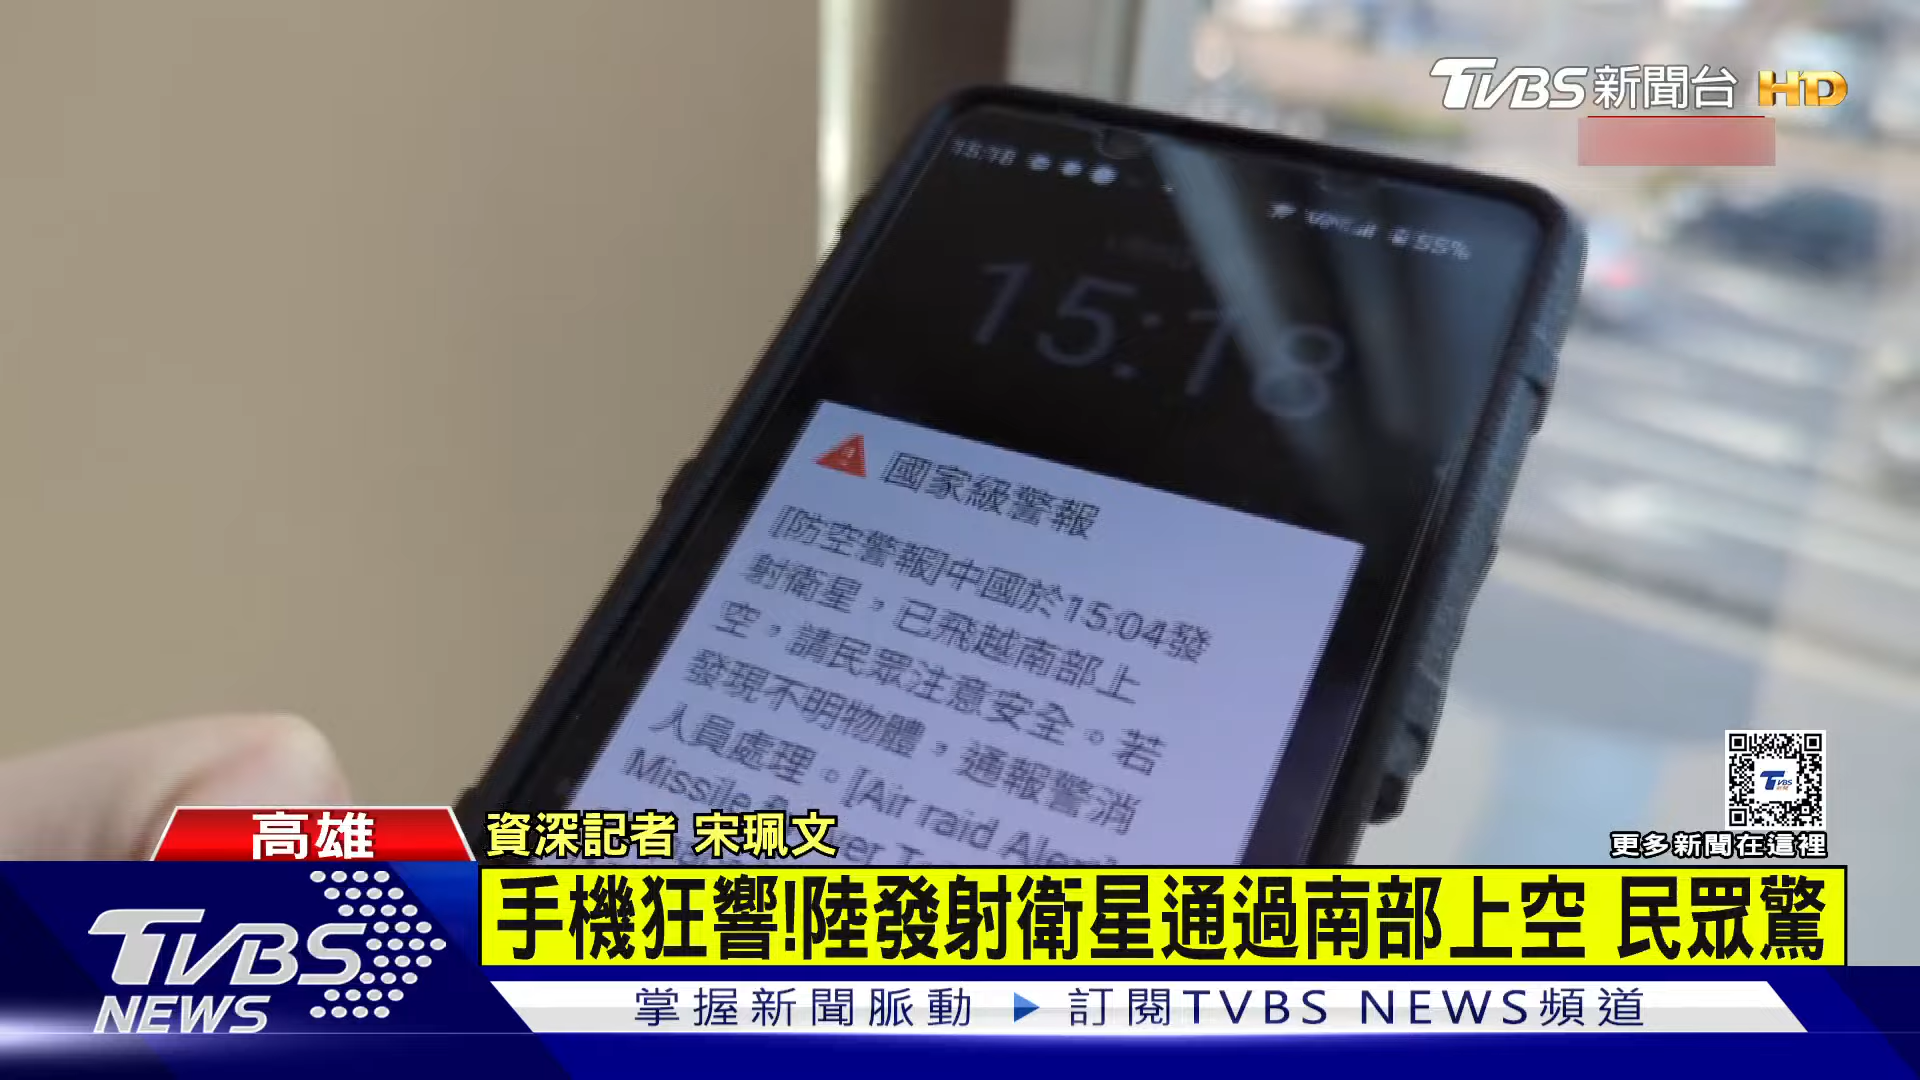 TVBS新聞台 HD
15:18
55%
15:18
國家級警報
[防空警報]中國於15:04發
射衛星，已飛越南部上
空，請民眾注意安全。若
發現不明物體，通報警消
人員處理。[Air raid Alert]
Missile
TVBS
更多新聞在這裡
高雄
資深記者 宋珮文
手機狂響!陸發射衛星通過南部上空 民眾驚
TVBS
NEWS
掌握新聞脈動 ▶ 訂閱TVBS NEWS頻道